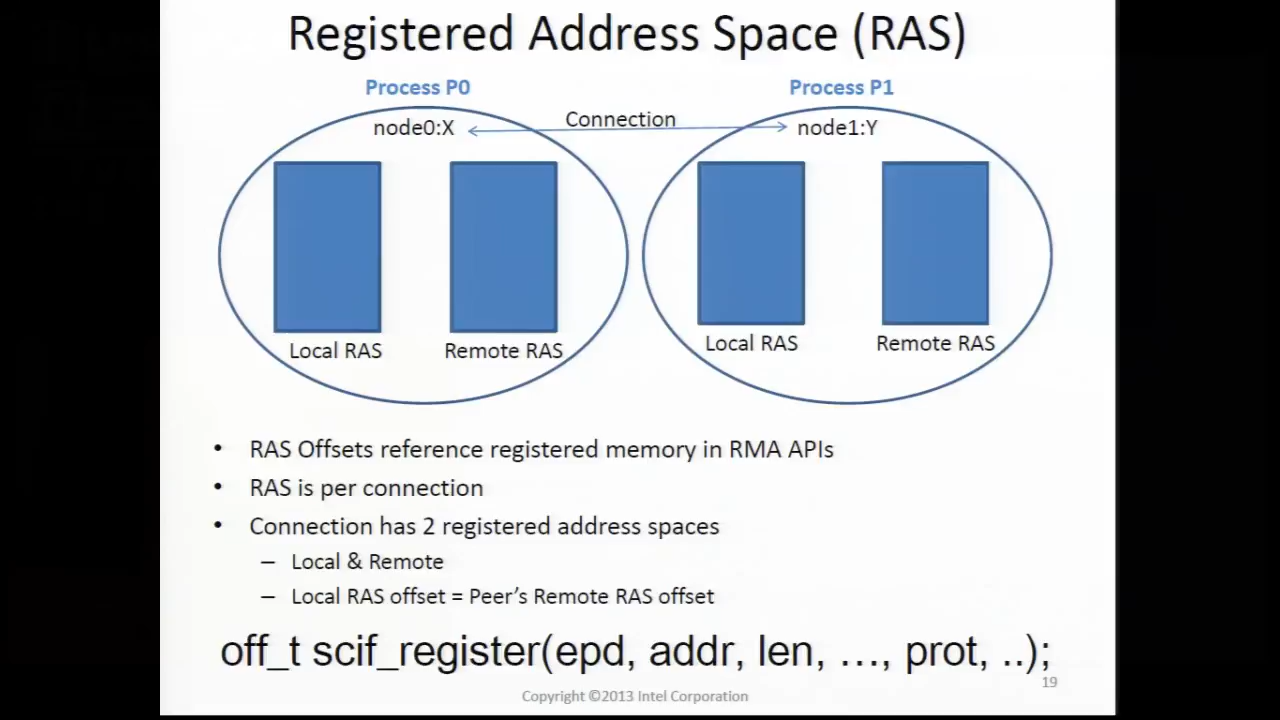 Registered Address Space (RAS)
Process P0
Process P1
node0:X
Connection
node1:Y
Local RAS
Remote RAS
Local RAS
Remote RAS
• RAS Offsets reference registered memory in RMA APIs
• RAS is per connection
• Connection has 2 registered address spaces
– Local & Remote
– Local RAS offset = Peer's Remote RAS offset
off_t scif_register(epd, addr, len, ..., prot, ..);
19
Copyright ©2013 Intel Corporation